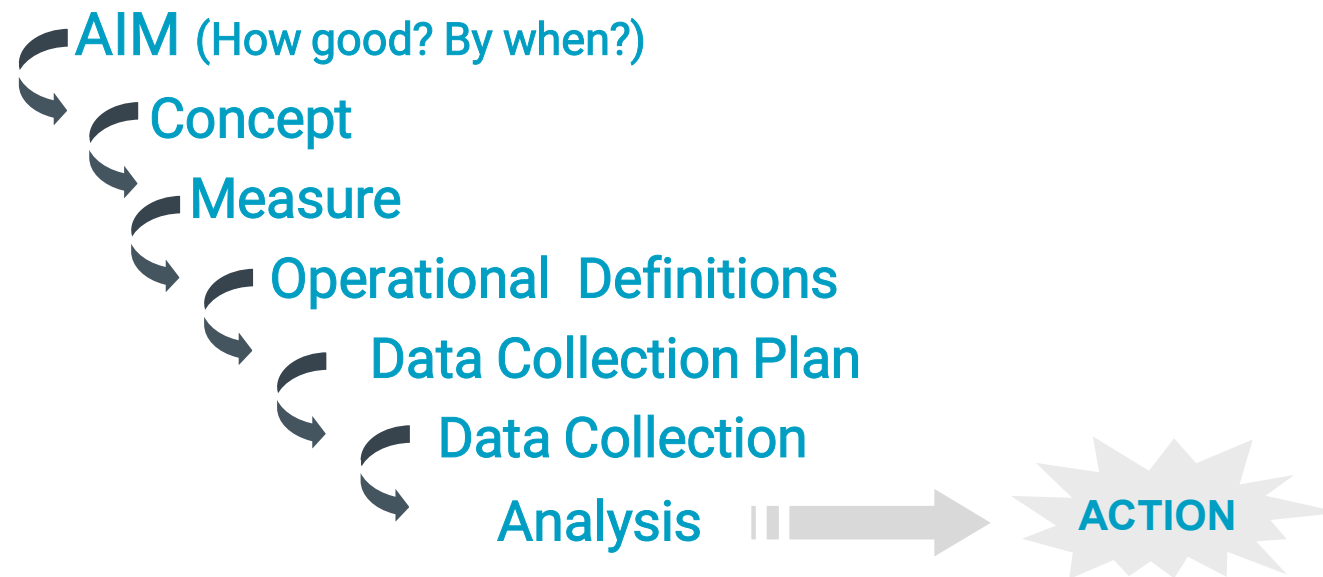 AIM (How good? By when?)
Concept
Measure
Operational Definitions
Data Collection Plan
Data Collection
Analysis
ACTION